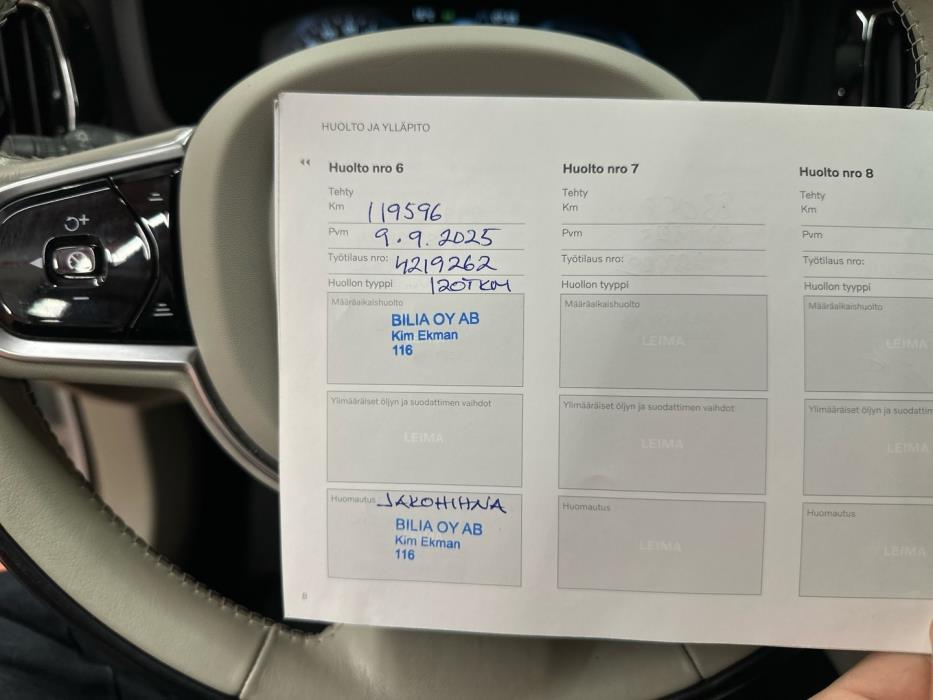 HUOLTO JA YLLÄPITO
Huolto nro 6
Tehty
Km 119596
Pvm 9.9.2025
Työtilaus nro: 4219262
Huollon tyyppi 120TKM
Määräaikaishuolto
BILIA OY AB
Kim Ekman
116
Ylimääräiset öljyn ja suodattimen vaihdot
LEIMA
Huomautus JAKOHIHNA
BILIA OY AB
Kim Ekman
116
8
Huolto nro 7
Tehty
Km
Pvm
Työtilaus nro:
Huollon tyyppi
Määräaikaishuolto
LEIMA
Ylimääräiset öljyn ja suodattimen vaihdot
LEIMA
Huomautus
LEIMA
Huolto nro 8
Tehty
Km
Pvm
Työtilaus nro:
Huollon tyyppi
Määräaikaishuolto
LEIMA
Ylimääräiset öljyn ja suodattim
LEIMA
Huomautus
LEIMA